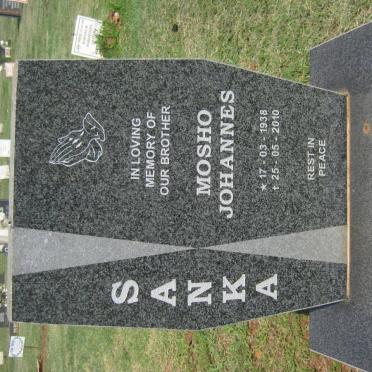 IN LOVING
MEMORY OF
OUR BROTHER
MOSHO
JOHANNES
★ 17 - 03 - 1938
† 25 - 05 - 2010
REST IN
PEACE
SANKA